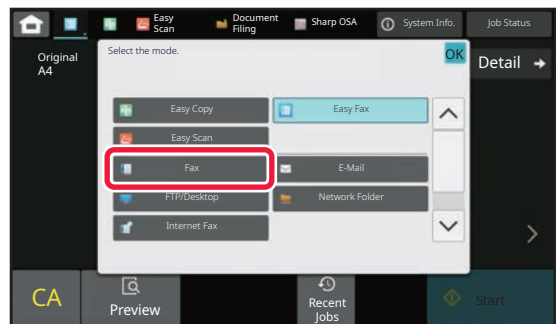 Easy
Scan
Document
Filing
Sharp OSA
System Info.
Job Status
Original
A4
Select the mode.
OK
Detail
Easy Copy
Easy Fax
Easy Scan
Fax
E-Mail
FTP/Desktop
Network Folder
Internet Fax
CA
Preview
Recent
Jobs
Start